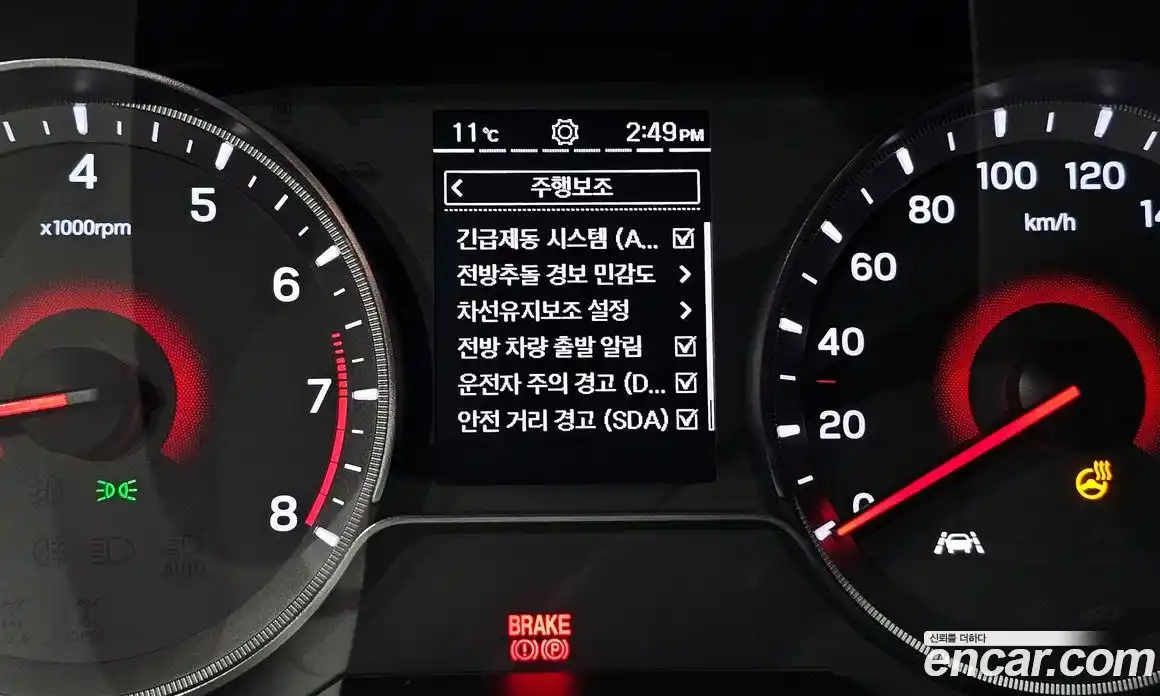 11℃
2:49PM
주행보조
긴급제동 시스템 (A...
전방추돌 경보 민감도
차선유지보조 설정
전방 차량 출발 알림
운전자 주의 경고 (D...
안전 거리 경고 (SDA)
4
5
6
7
8
x1000rpm
0
20
40
60
80
100
120
km/h
AUTO
BRAKE
(P)
신뢰를 더하다
encar.com